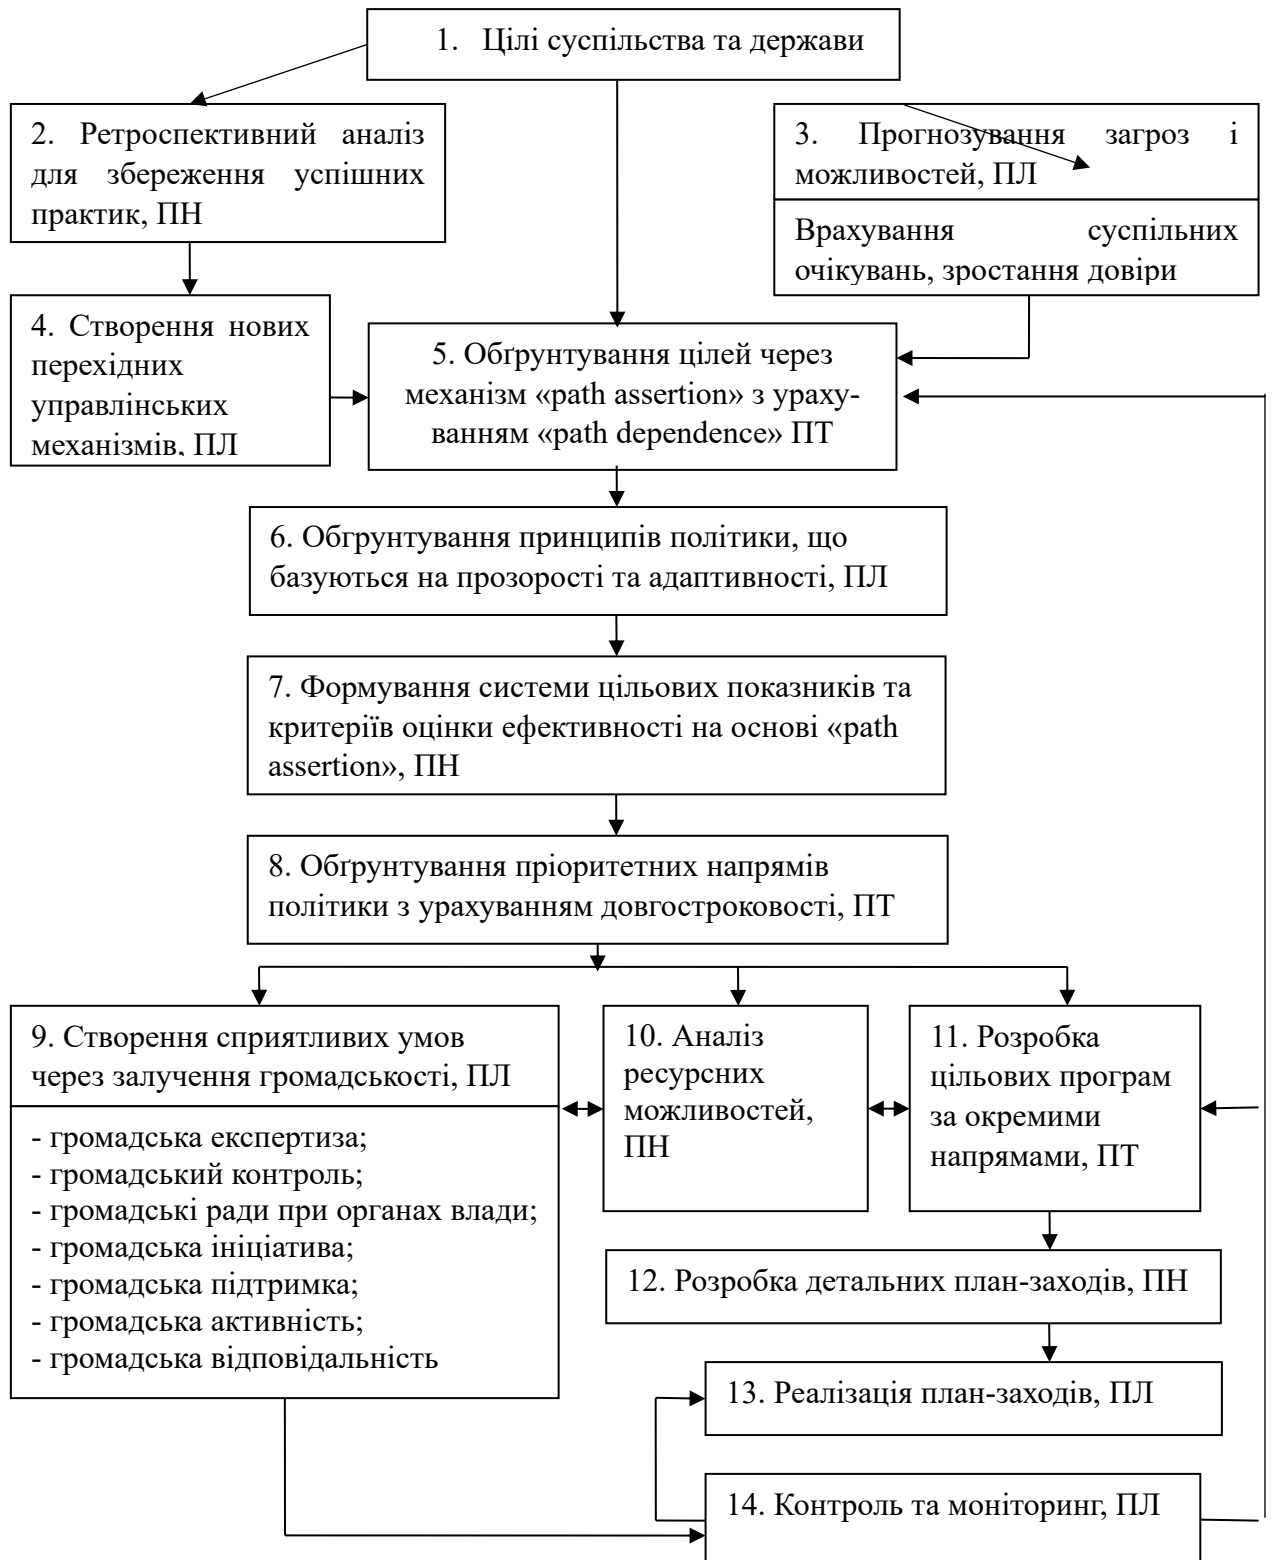 1. Цілі суспільства та держави
2. Ретроспективний аналіз
для збереження успішних
практик, ПН
3. Прогнозування загроз і
можливостей, ПЛ
Врахування суспільних
очікувань, зростання довіри
4. Створення нових
перехідних
управлінських
механізмів, ПЛ
5. Обґрунтування цілей через
механізм «path assertion» з ураху-
ванням «path dependence» ПТ
6. Обгрунтування принципів політики, що
базуються на прозорості та адаптивності, ПЛ
7. Формування системи цільових показників та
критеріїв оцінки ефективності на основі «path
assertion», ПН
8. Обґрунтування пріоритетних напрямів
політики з урахуванням довгостроковості, ПТ
9. Створення сприятливих умов
через залучення громадськості, ПЛ
- громадська експертиза;
- громадський контроль;
- громадські ради при органах влади;
- громадська ініціатива;
- громадська підтримка;
- громадська активність;
- громадська відповідальність
10. Аналіз
ресурсних
можливостей,
ПН
11. Розробка
цільових програм
за окремими
напрямами, ПТ
12. Розробка детальних план-заходів, ПН
13. Реалізація план-заходів, ПЛ
14. Контроль та моніторинг, ПЛ